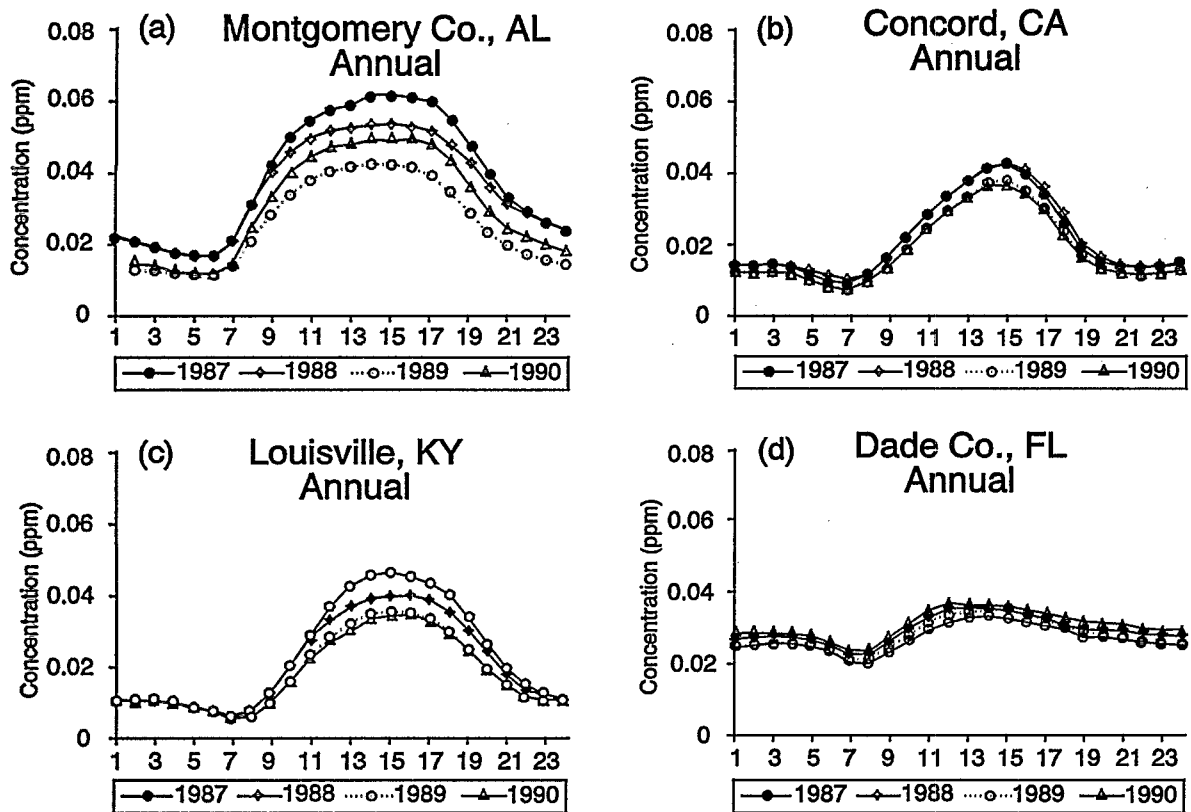 (a) Montgomery Co., AL
Annual
Concentration (ppm)
0.08
0.06
0.04
0.02
0
1 3 5 7 9 11 13 15 17 19 21 23
1987 1988 1989 1990
(b) Concord, CA
Annual
Concentration (ppm)
0.08
0.06
0.04
0.02
0
1 3 5 7 9 11 13 15 17 19 21 23
1987 1988 1989 1990
(c) Louisville, KY
Annual
Concentration (ppm)
0.08
0.06
0.04
0.02
0
1 3 5 7 9 11 13 15 17 19 21 23
1987 1988 1989 1990
(d) Dade Co., FL
Annual
Concentration (ppm)
0.08
0.06
0.04
0.02
0
1 3 5 7 9 11 13 15 17 19 21 23
1987 1988 1989 1990